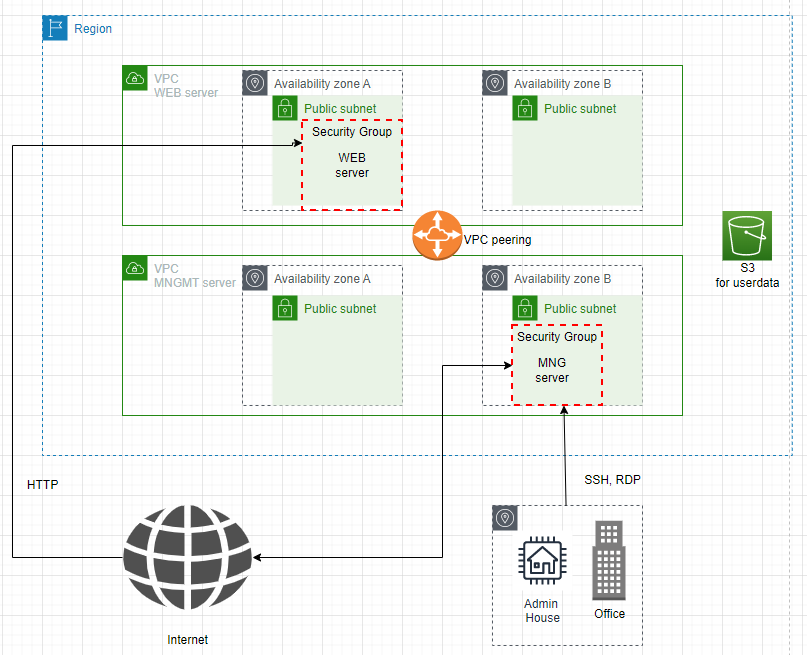 Region
VPC
WEB server
Availability zone A
Public subnet
Security Group
WEB
server
Availability zone B
Public subnet
VPC peering
S3
for userdata
VPC
MNGMT server
Availability zone A
Public subnet
Availability zone B
Public subnet
Security Group
MNG
server
HTTP
SSH, RDP
Internet
Admin
House
Office